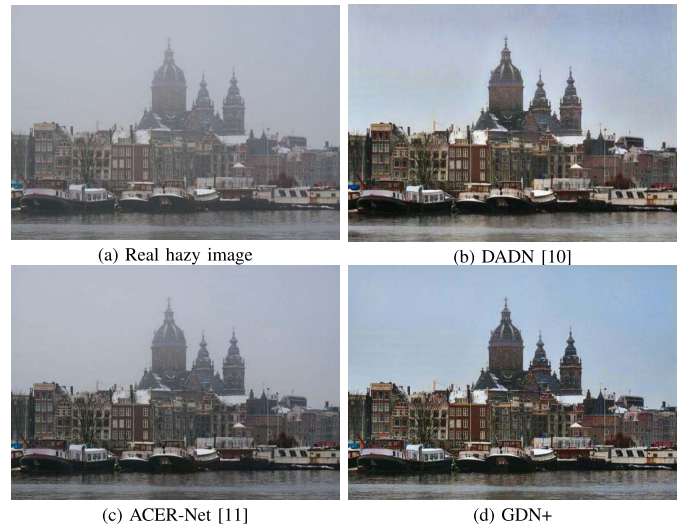 (a) Real hazy image
(b) DADN [10]
(c) ACER-Net [11]
(d) GDN+